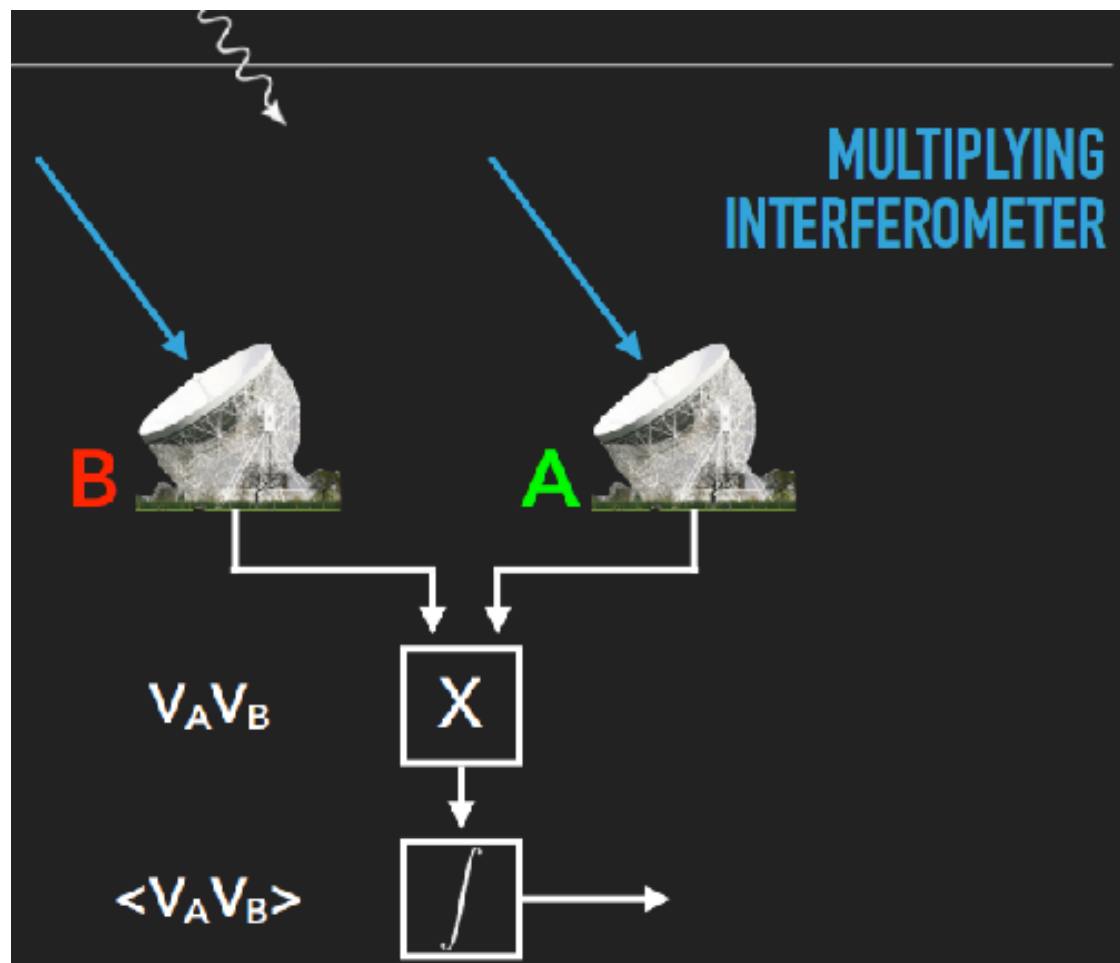 MULTIPLYING
INTERFEROMETER
B
A
VAVB
X
<VAVB>
∫